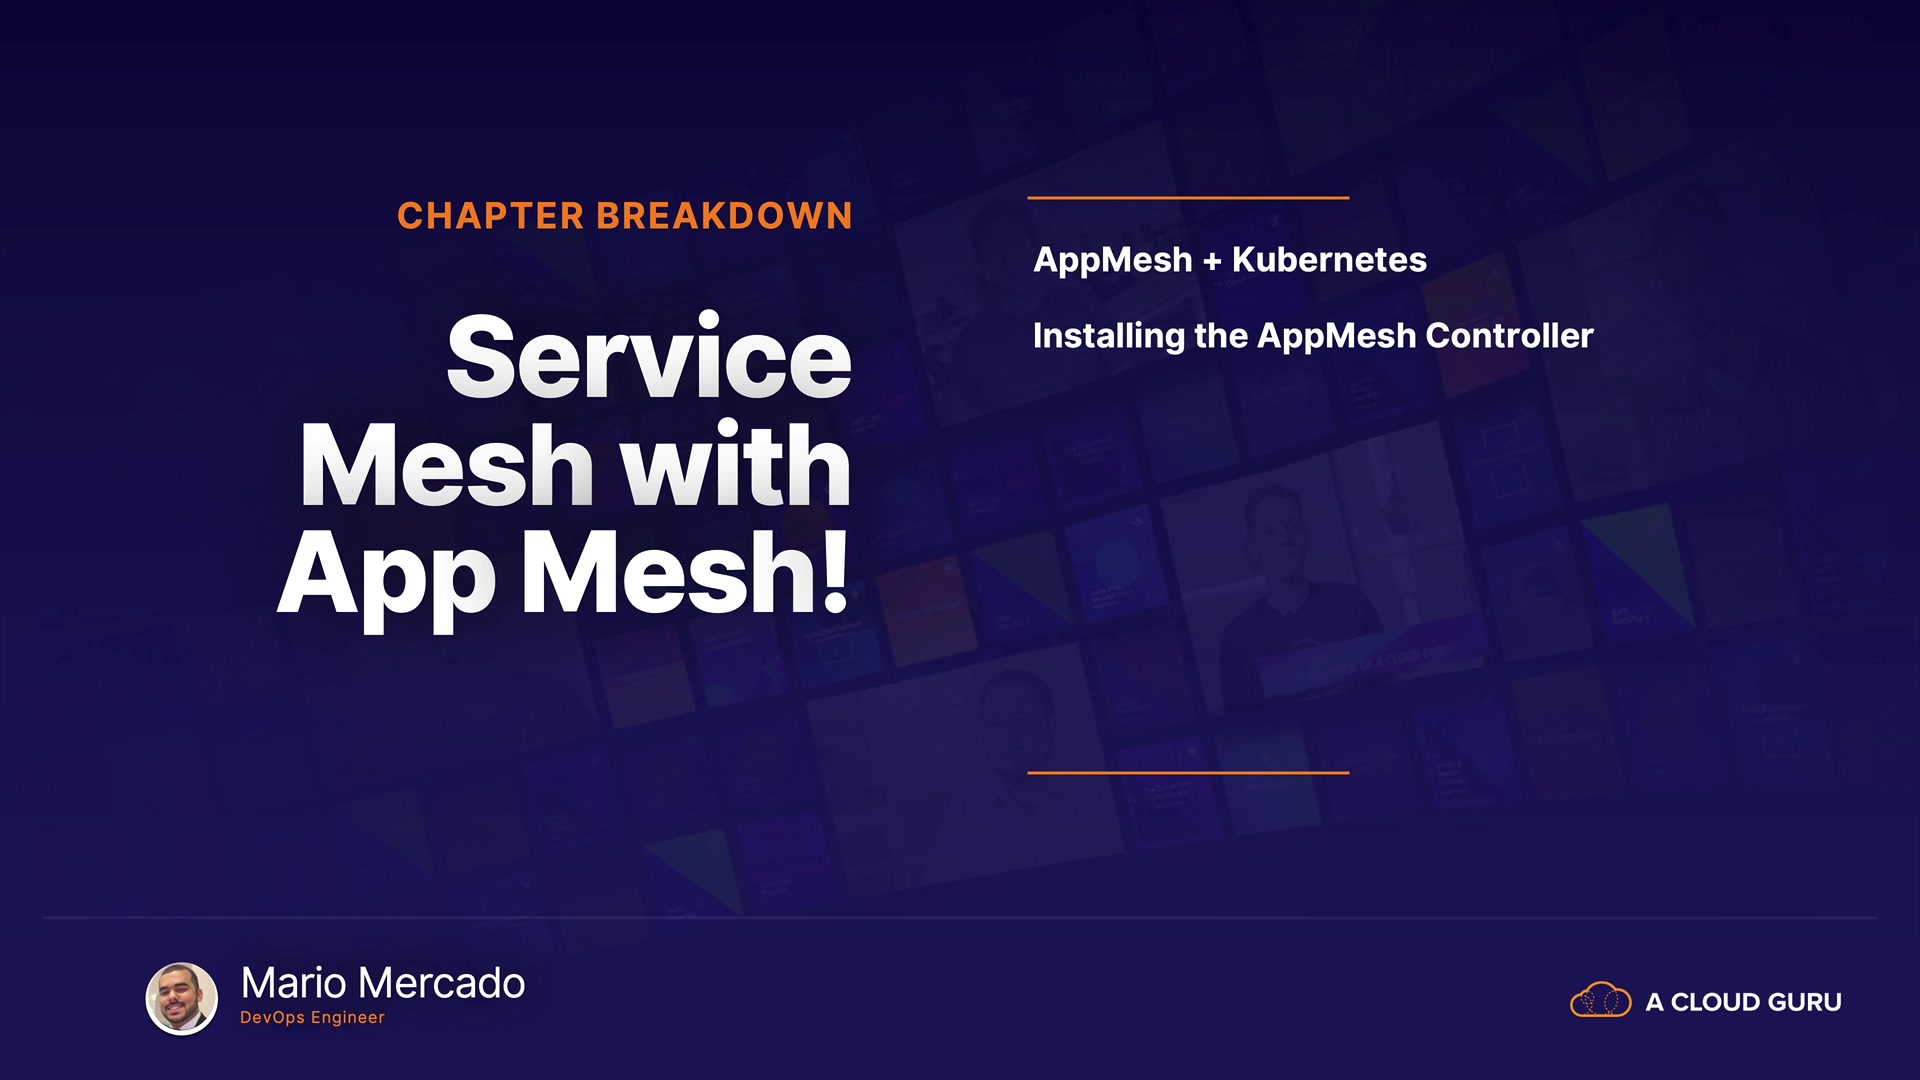 CHAPTER BREAKDOWN
Service
Mesh with
App Mesh!
AppMesh + Kubernetes
Installing the AppMesh Controller
Mario Mercado
DevOps Engineer
A CLOUD GURU